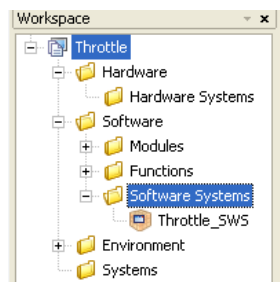 Workspace
Throttle
Hardware
Hardware Systems
Software
Modules
Functions
Software Systems
Throttle_SWS
Environment
Systems